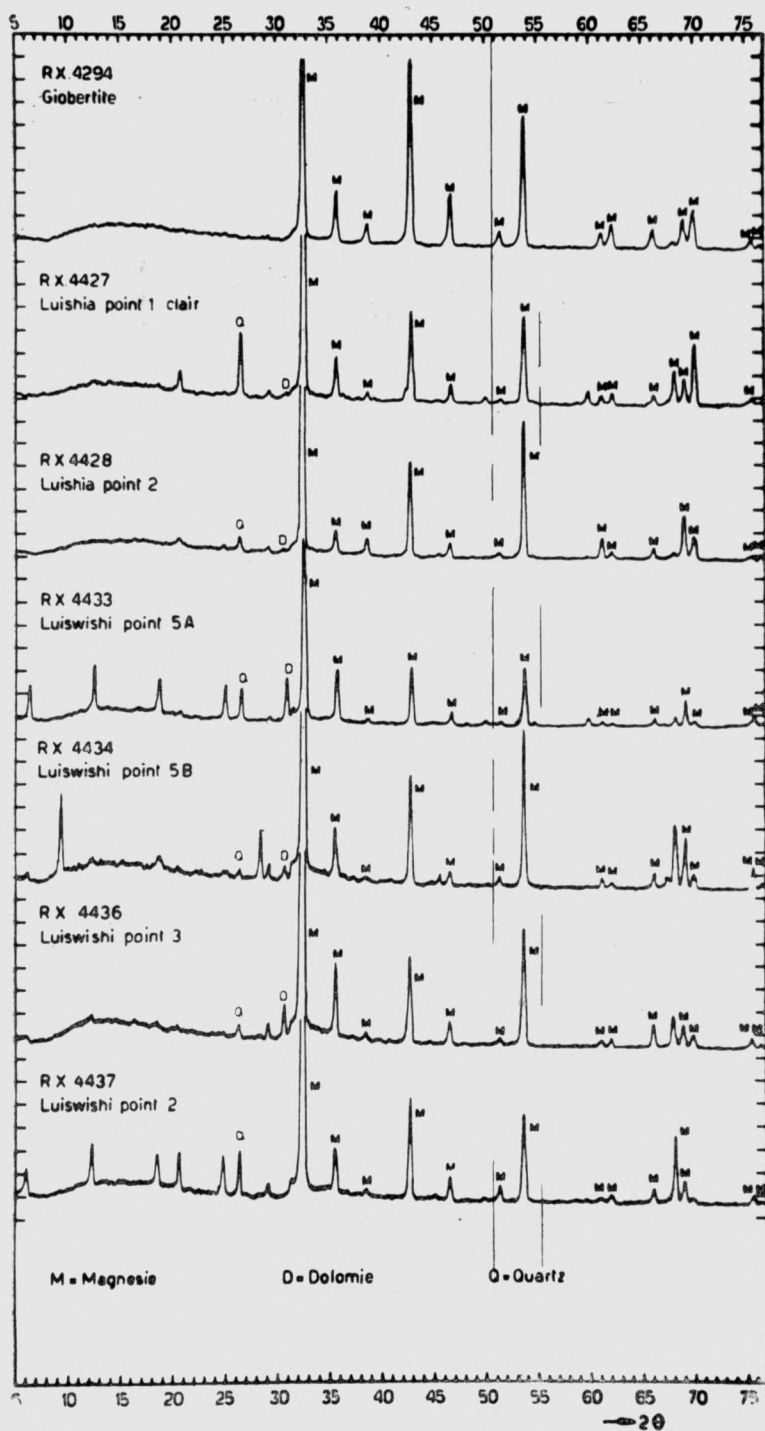 5 10 15 20 25 30 35 40 45 50 55 60 65 70 75
RX.4294
Giobertite
M
M M M M M M M M M M M M M M
RX.4427
Luishia point 1 clair
Q D M
M M M M M M M M M M M M M
RX 4428
Luishia point 2
Q D M
M M M M M M M M M M M M M
RX 4433
Luiswishi point 5A
Q D M
M M M M M M M M M M M M M
RX 4434
Luiswishi point 5B
Q D M
M M M M M M M M M M M M M
RX 4436
Luiswishi point 3
Q D M
M M M M M M M M M M M M M
RX 4437
Luiswishi point 2
Q M
M M M M M M M M M M M M M
M = Magnesie D = Dolomie Q = Quartz
5 10 15 20 25 30 35 40 45 50 55 60 65 70 75
2θ